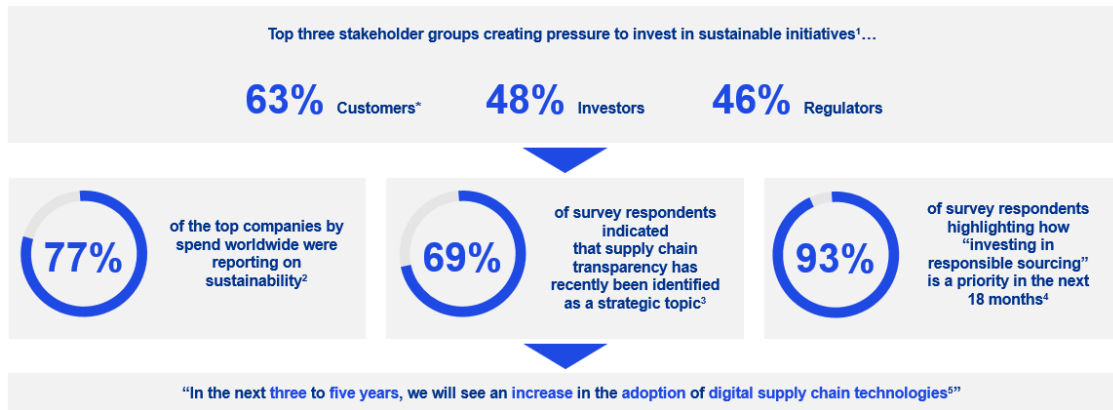 Top three stakeholder groups creating pressure to invest in sustainable initiatives¹…
63% Customers* 48% Investors 46% Regulators
77%
of the top companies by
spend worldwide were
reporting on
sustainability²
69%
of survey respondents
indicated
that supply chain
transparency has
recently been identified
as a strategic topic³
93%
of survey respondents
highlighting how
“investing in
responsible sourcing”
is a priority in the next
18 months⁴
“In the next three to five years, we will see an increase in the adoption of digital supply chain technologies⁵”